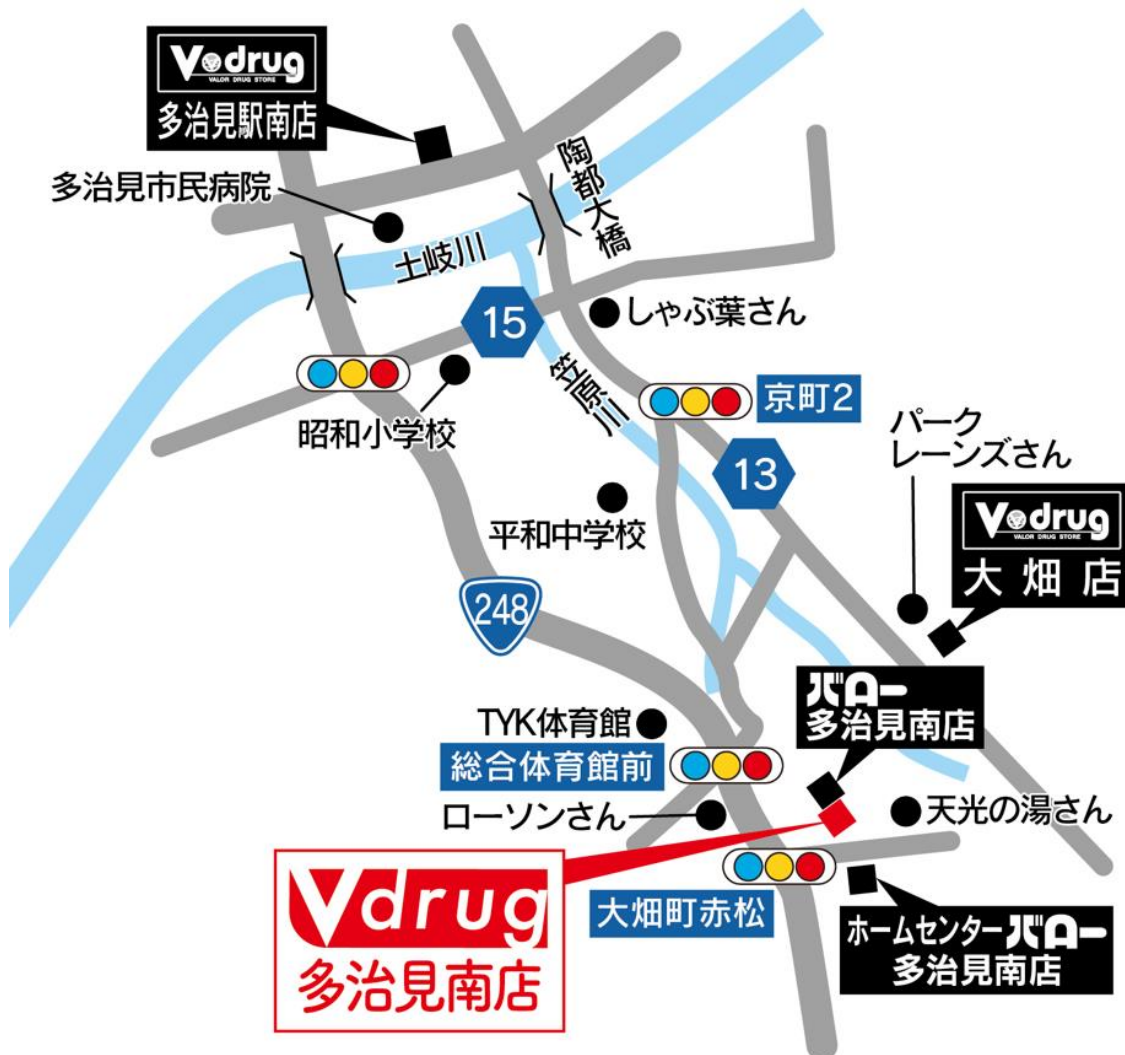 Vdrug
VALOR DRUG STORE
多治見駅南店
多治見市民病院
陶都大橋
土岐川
15
しゃぶ葉さん
笠原川
京町2
昭和小学校
13
パーク
レーンズさん
平和中学校
Vdrug
VALOR DRUG STORE
大畑店
248
バロー
多治見南店
TYK体育館
総合体育館前
ローソンさん
天光の湯さん
Vdrug
多治見南店
大畑町赤松
ホームセンターバロー
多治見南店